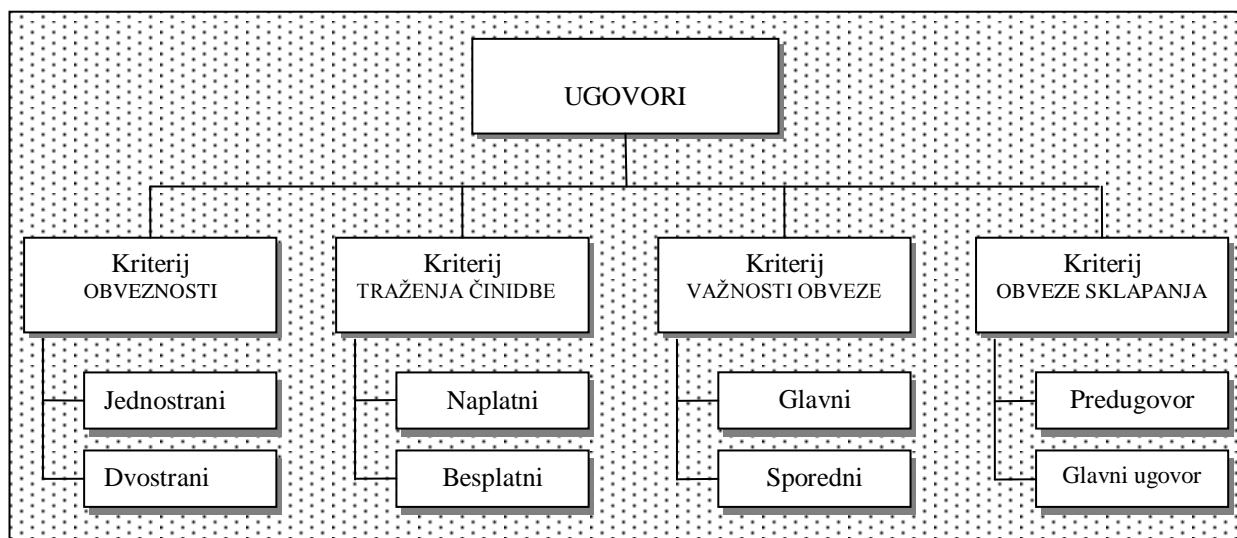 UGOVORI
Kriterij
OBVEZNOSTI
Jednostrani
Dvostrani
Kriterij
TRAŽENJA ČINIDBE
Naplatni
Besplatni
Kriterij
VAŽNOSTI OBVEZE
Glavni
Sporedni
Kriterij
OBVEZE SKLAPANJA
Predugovor
Glavni ugovor